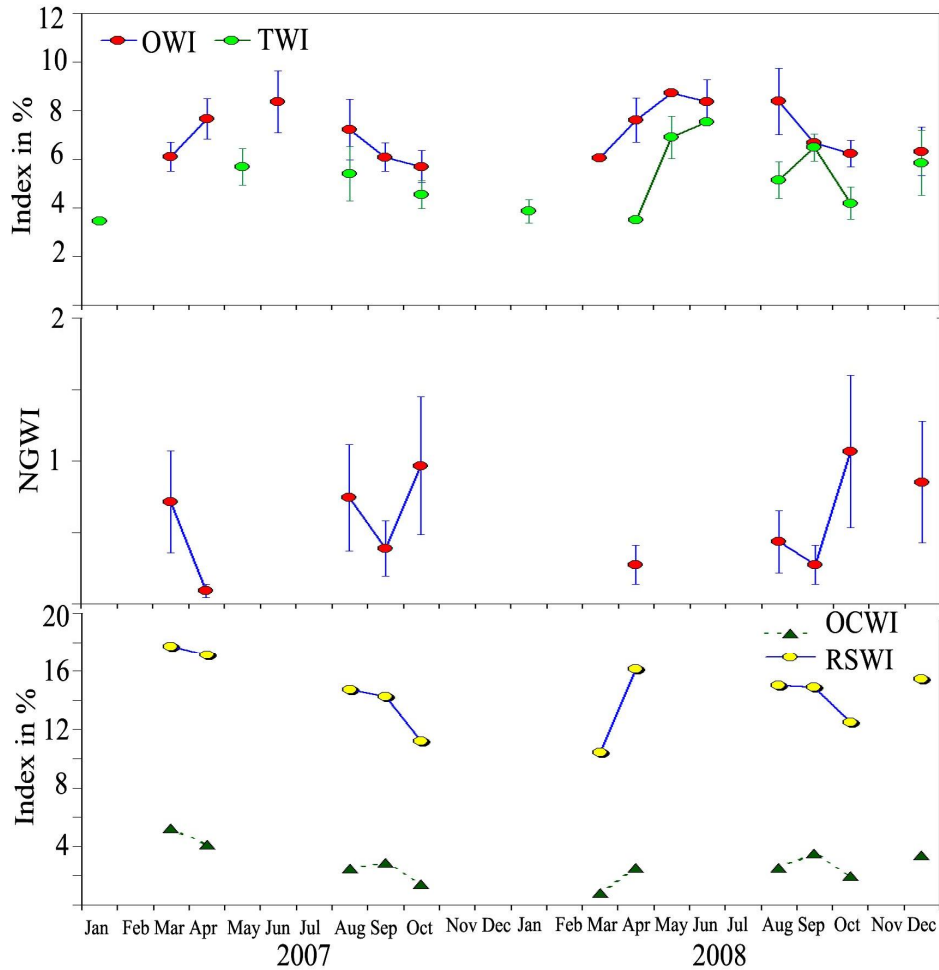 12
10
8
6
4
2
Index in %
OWI TWI
2
1
NGWI
20
16
12
8
4
Index in %
OCWI
RSWI
Jan Feb Mar Apr May Jun Jul Aug Sep Oct Nov Dec Jan Feb Mar Apr May Jun Jul Aug Sep Oct Nov Dec
2007 2008